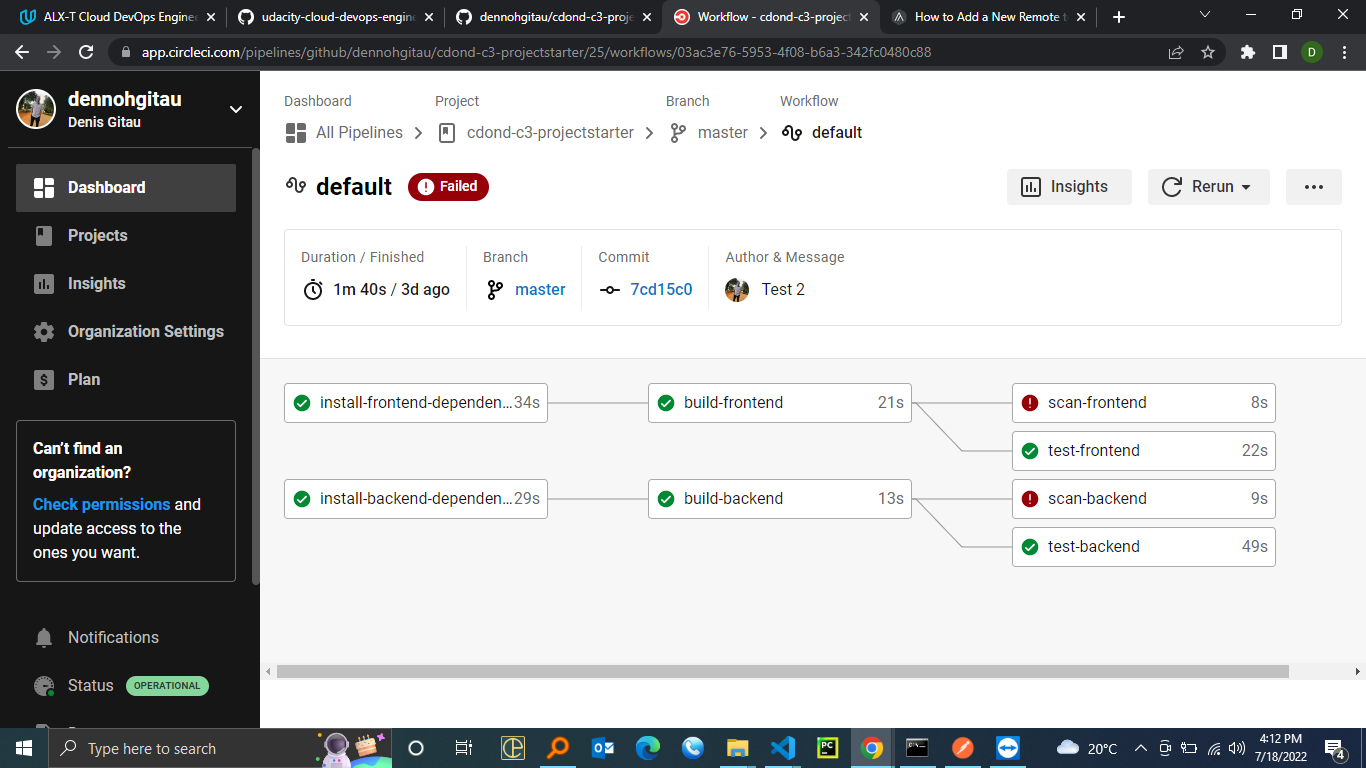 ALX-T Cloud DevOps Enginee
udacity-cloud-devops-engine
dennohgitau/cdond-c3-proje
Workflow - cdond-c3-project
How to Add a New Remote t
app.circleci.com/pipelines/github/dennohgitau/cdond-c3-projectstarter/25/workflows/03ac3e76-5953-4f08-b6a3-342fc0480c88
D
dennohgitau
Denis Gitau
Dashboard
Projects
Insights
Organization Settings
Plan
Can't find an
organization?
Check permissions and
update access to the
ones you want.
Notifications
Status OPERATIONAL
Dashboard Project Branch Workflow
All Pipelines cdond-c3-projectstarter master default
default Failed
Insights Rerun
Duration / Finished Branch Commit Author & Message
1m 40s / 3d ago master 7cd15c0 Test 2
install-frontend-dependen... 34s build-frontend 21s scan-frontend 8s
test-frontend 22s
install-backend-dependen... 29s build-backend 13s scan-backend 9s
test-backend 49s
Type here to search
PC
20°C
4:12 PM
7/18/2022
4